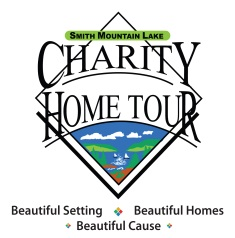 Smith Mountain Lake
CHARITY
HOME TOUR
Beautiful Setting Beautiful Homes
Beautiful Cause